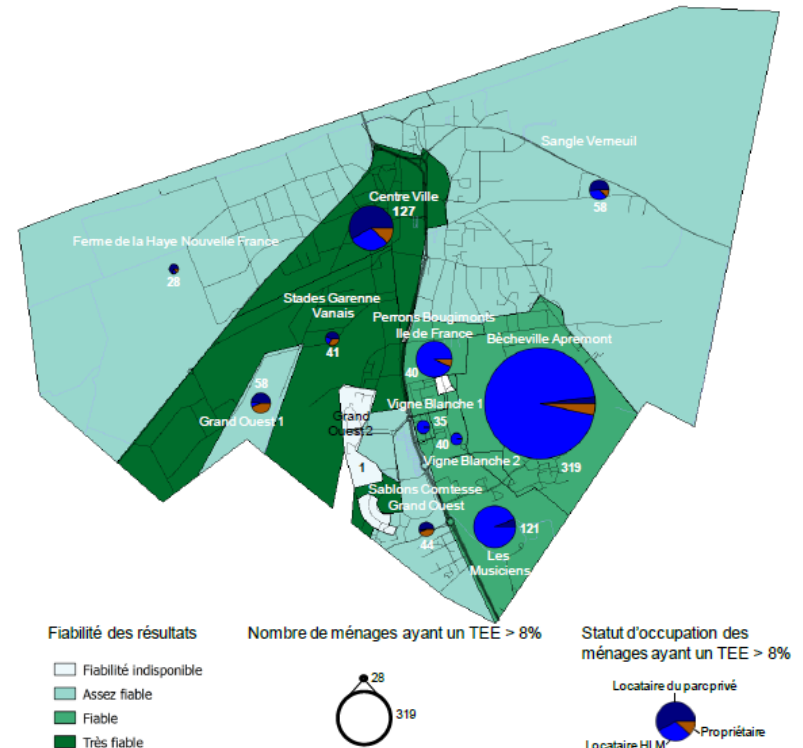 Sangle Verneuil
58
Centre Ville
127
Ferme de la Haye Nouvelle France
28
Stades Garenne
Vanais
41
Perrons Bougimonts
Ile de France
40
Bècheville Apremont
319
58
Grand Ouest 1
Grand
Ouest 2
1
Vigne Blanche 1
35
40
Vigne Blanche 2
Sablons Comtesse
Grand Ouest
44
121
Les
Musiciens
Fiabilité des résultats
Fiabilité indisponible
Assez fiable
Fiable
Très fiable
Nombre de ménages ayant un TEE > 8%
28
319
Statut d'occupation des
ménages ayant un TEE > 8%
Locataire du parc privé
Propriétaire
Locataire HLM